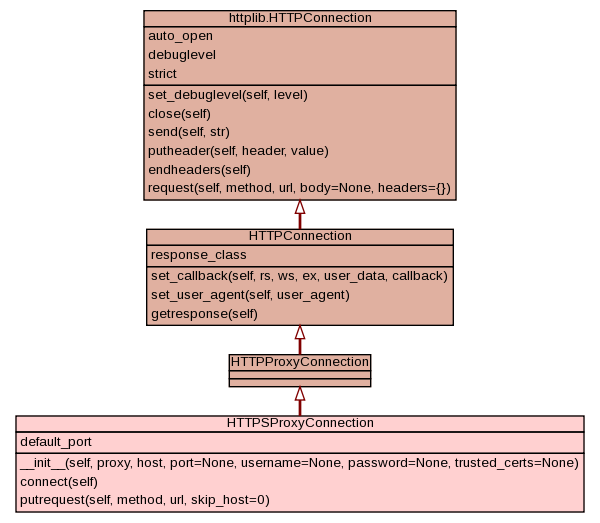 httplib.HTTPConnection
auto_open
debuglevel
strict
set_debuglevel(self, level)
close(self)
send(self, str)
putheader(self, header, value)
endheaders(self)
request(self, method, url, body=None, headers={})
HTTPConnection
response_class
set_callback(self, rs, ws, ex, user_data, callback)
set_user_agent(self, user_agent)
getresponse(self)
HTTPProxyConnection
HTTPSProxyConnection
default_port
__init__(self, proxy, host, port=None, username=None, password=None, trusted_certs=None)
connect(self)
putrequest(self, method, url, skip_host=0)